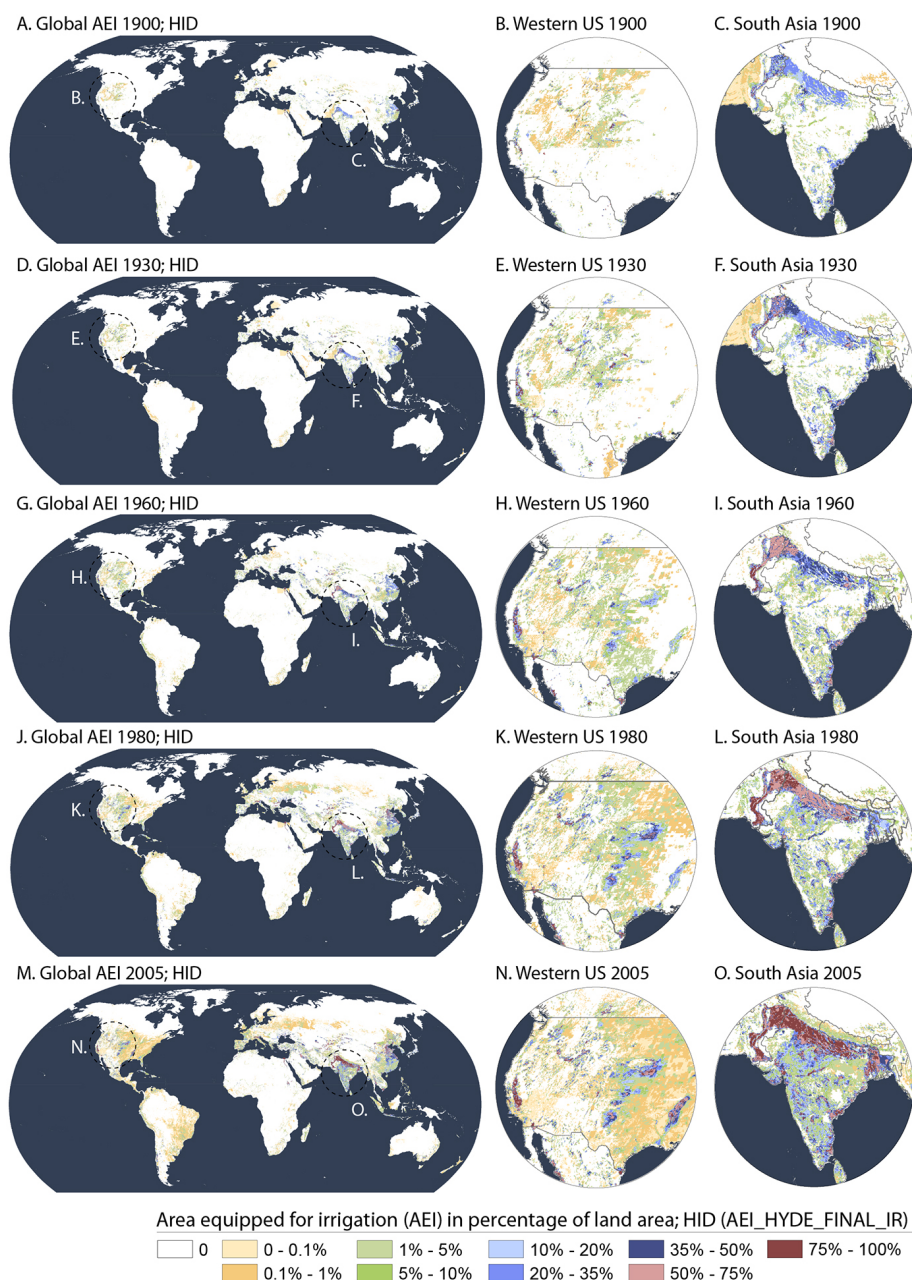 A. Global AEI 1900; HID
B. Western US 1900
C. South Asia 1900
B.
C.
D. Global AEI 1930; HID
E. Western US 1930
F. South Asia 1930
E.
F.
G. Global AEI 1960; HID
H. Western US 1960
I. South Asia 1960
H.
I.
J. Global AEI 1980; HID
K. Western US 1980
L. South Asia 1980
K.
L.
M. Global AEI 2005; HID
N. Western US 2005
O. South Asia 2005
N.
O.
Area equipped for irrigation (AEI) in percentage of land area; HID (AEI_HYDE_FINAL_IR)
0 0 - 0.1% 1% - 5% 10% - 20% 35% - 50% 75% - 100%
0.1% - 1% 5% - 10% 20% - 35% 50% - 75%